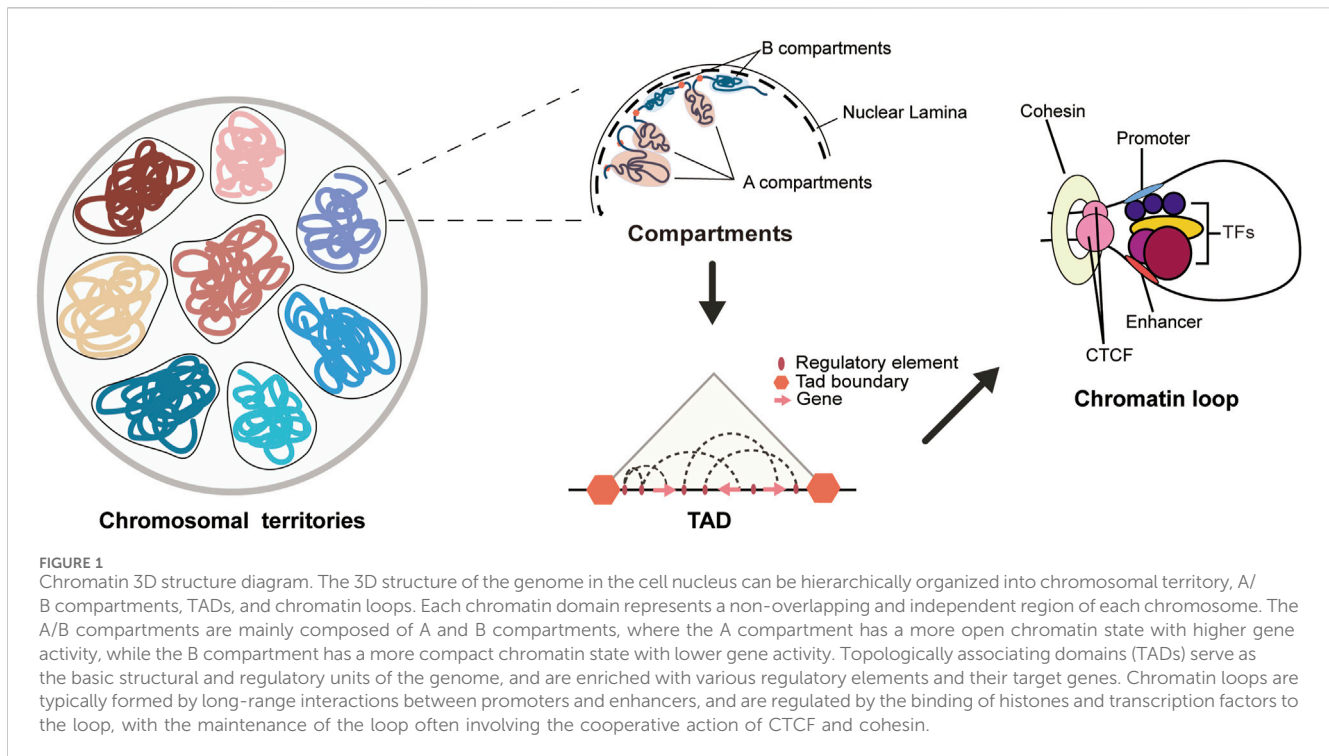 B compartments
Nuclear Lamina
A compartments
Compartments
Cohesin
Promoter
TFs
Enhancer
CTCF
Chromatin loop
Regulatory element
Tad boundary
Gene
TAD
Chromosomal territories
FIGURE 1
Chromatin 3D structure diagram. The 3D structure of the genome in the cell nucleus can be hierarchically organized into chromosomal territory, A/
B compartments, TADs, and chromatin loops. Each chromatin domain represents a non-overlapping and independent region of each chromosome. The
A/B compartments are mainly composed of A and B compartments, where the A compartment has a more open chromatin state with higher gene
activity, while the B compartment has a more compact chromatin state with lower gene activity. Topologically associating domains (TADs) serve as
the basic structural and regulatory units of the genome, and are enriched with various regulatory elements and their target genes. Chromatin loops are
typically formed by long-range interactions between promoters and enhancers, and are regulated by the binding of histones and transcription factors to
the loop, with the maintenance of the loop often involving the cooperative action of CTCF and cohesin.